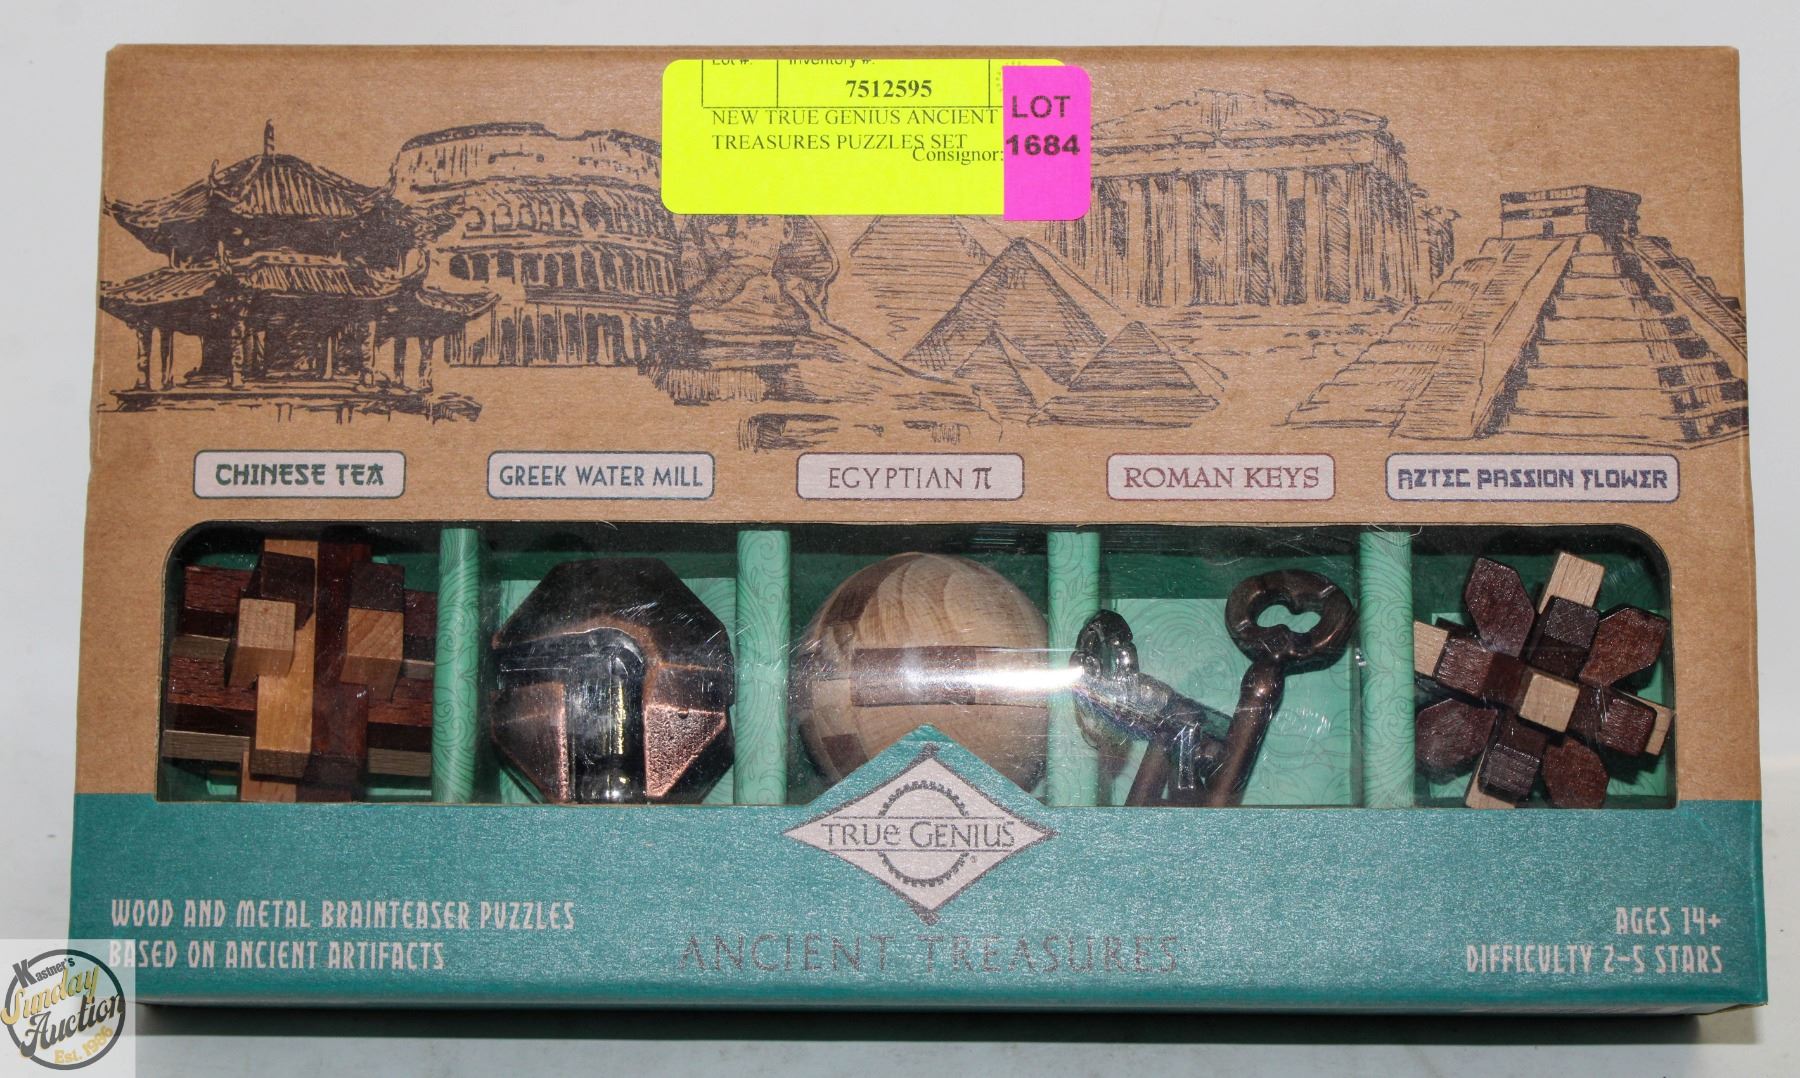 Lot #:
Inventory #:
7512595
NEW TRUE GENIUS ANCIENT
TREASURES PUZZLES SET
Consignor:
LOT
1684
CHINESE TEA
GREEK WATER MILL
EGYPTIAN π
ROMAN KEYS
AZTEC PASSION FLOWER
TRUe GENIUS
®
WOOD AND METAL BRAINTEASER PUZZLES
BASED ON ANCIENT ARTIFACTS
ANCIENT TREASURES
AGES 14+
DIFFICULTY 2-5 STARS
Kastner's
Sunday
Auction
Est. 1986